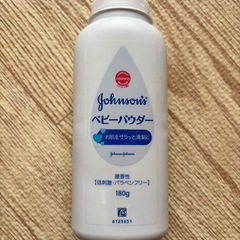 Johnson's
ベビーパウダー
お肌をサラッと清潔に
Johnson & Johnson
微香性
【低刺激・パラベンフリー】
180g
6125651